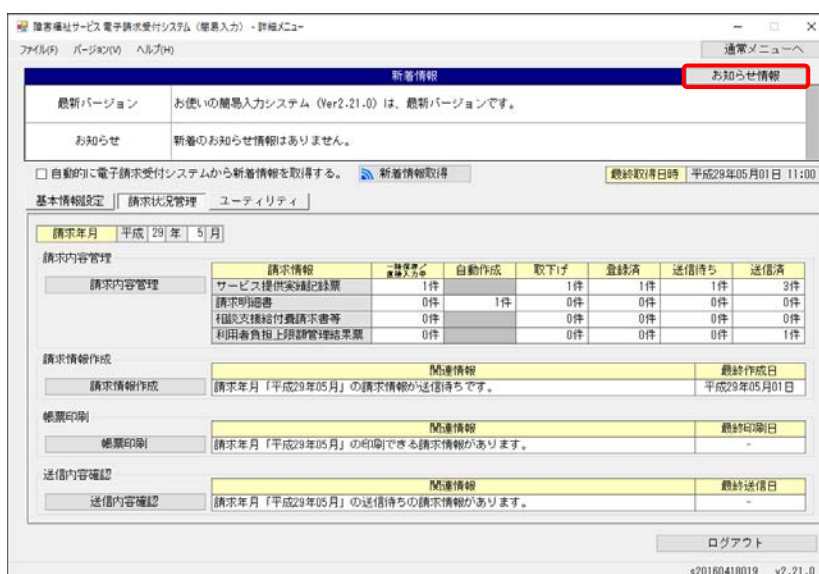 障害福祉サービス 電子請求受付システム（簡易入力） - 詳細メニュー
ファイル(F) バージョン(V) ヘルプ(H) 通常メニューへ
新着情報 お知らせ情報
最新バージョン お使いの簡易入力システム（Ver2.21.0）は、最新バージョンです。
お知らせ 新着のお知らせ情報はありません。
自動的に電子請求受付システムから新着情報を取得する。 新着情報取得 最終取得日時 平成29年05月01日 11:00
基本情報設定 請求状況管理 ユーティリティ
請求年月 平成 29 年 5 月
請求内容管理
請求情報 一時保存／直接入力中 自動作成 取下げ 登録済 送信待ち 送信済
請求内容管理 サービス提供実績記録票 1件 1件 1件 1件 3件
請求明細書 0件 1件 0件 0件 0件 0件
相談支援給付費請求書等 0件 0件 0件 0件 0件
利用者負担上限額管理結果票 0件 0件 0件 0件 1件
請求情報作成
関連情報 最終作成日
請求情報作成 請求年月「平成29年05月」の請求情報が送信待ちです。 平成29年05月01日
帳票印刷
関連情報 最終印刷日
帳票印刷 請求年月「平成29年05月」の印刷できる請求情報があります。 -
送信内容確認
関連情報 最終送信日
送信内容確認 請求年月「平成29年05月」の送信待ちの請求情報があります。 -
ログアウト
s20160418019 v2.21.0